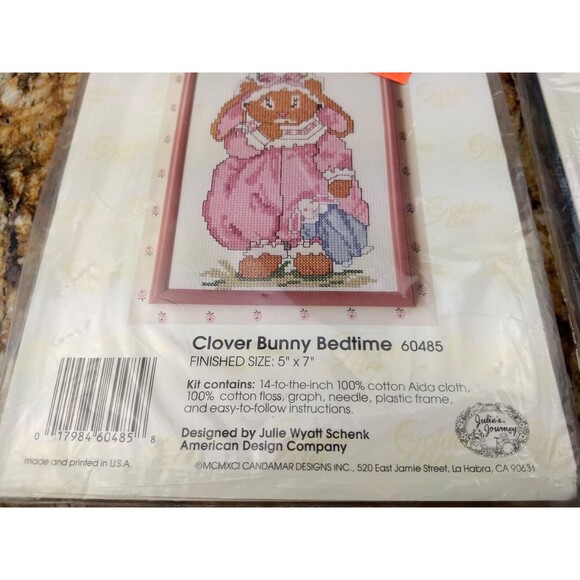 Clover Bunny Bedtime 60485
FINISHED SIZE: 5" x 7"
Kit contains: 14-to-the-inch 100% cotton Aida cloth,
100% cotton floss, graph, needle, plastic frame,
and easy-to-follow instructions.
Designed by Julie Wyatt Schenk
American Design Company
©MCMXCI CANDAMAR DESIGNS INC., 520 East Jamie Street, La Habra, CA 90631
0 17984 60485 8
made and printed in U.S.A.
Julie's
Journey
Golden
Bee